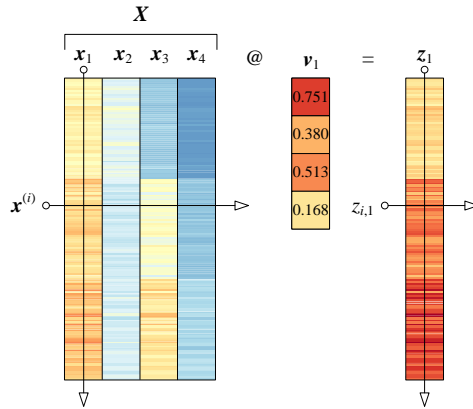 X
x₁ x₂ x₃ x₄ @ v₁ = z₁
0.751
0.380
0.513
x⁽ⁱ⁾ 0.168 zᵢ,₁